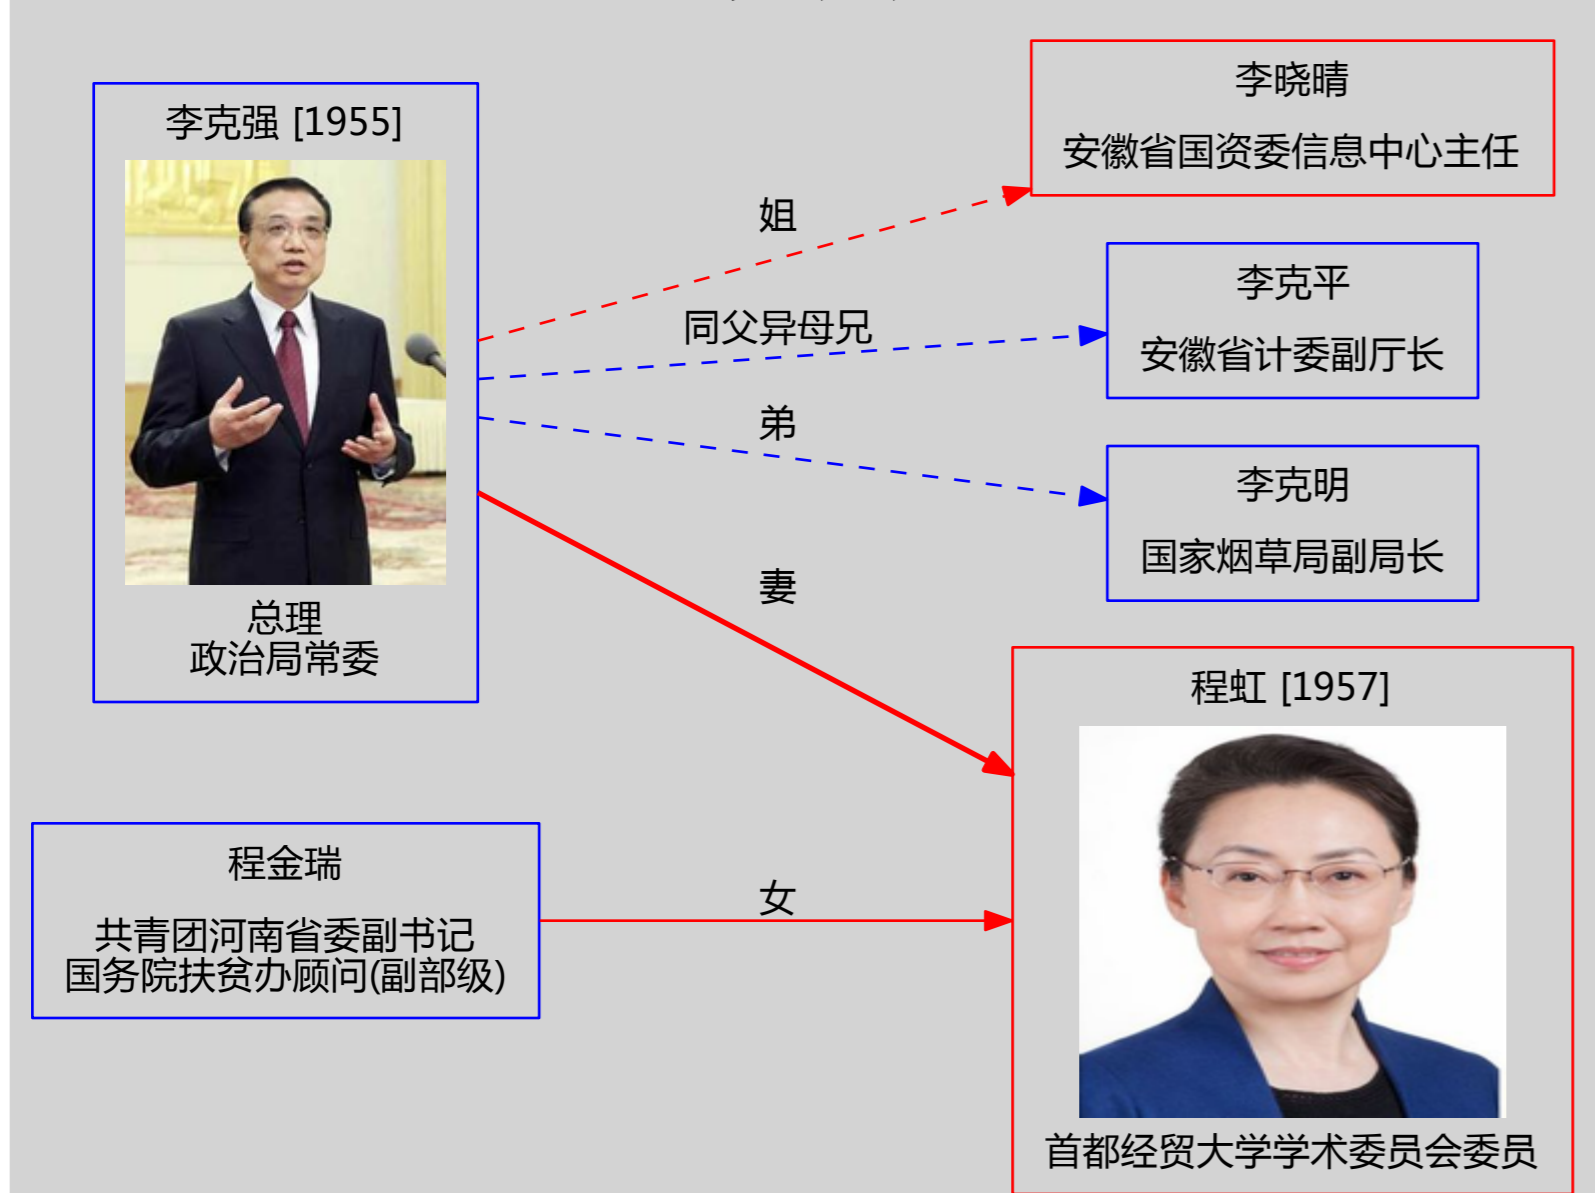 李克强 [1955]
总理
政治局常委
姐
李晓晴
安徽省国资委信息中心主任
同父异母兄
李克平
安徽省计委副厅长
弟
李克明
国家烟草局副局长
妻
程虹 [1957]
首都经贸大学学术委员会委员
程金瑞
共青团河南省委副书记
国务院扶贫办顾问(副部级)
女